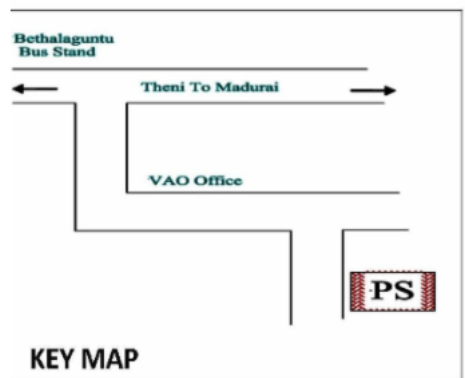 Bethalaguntu
Bus Stand
Theni To Madurai
VAO Office
PS
KEY MAP